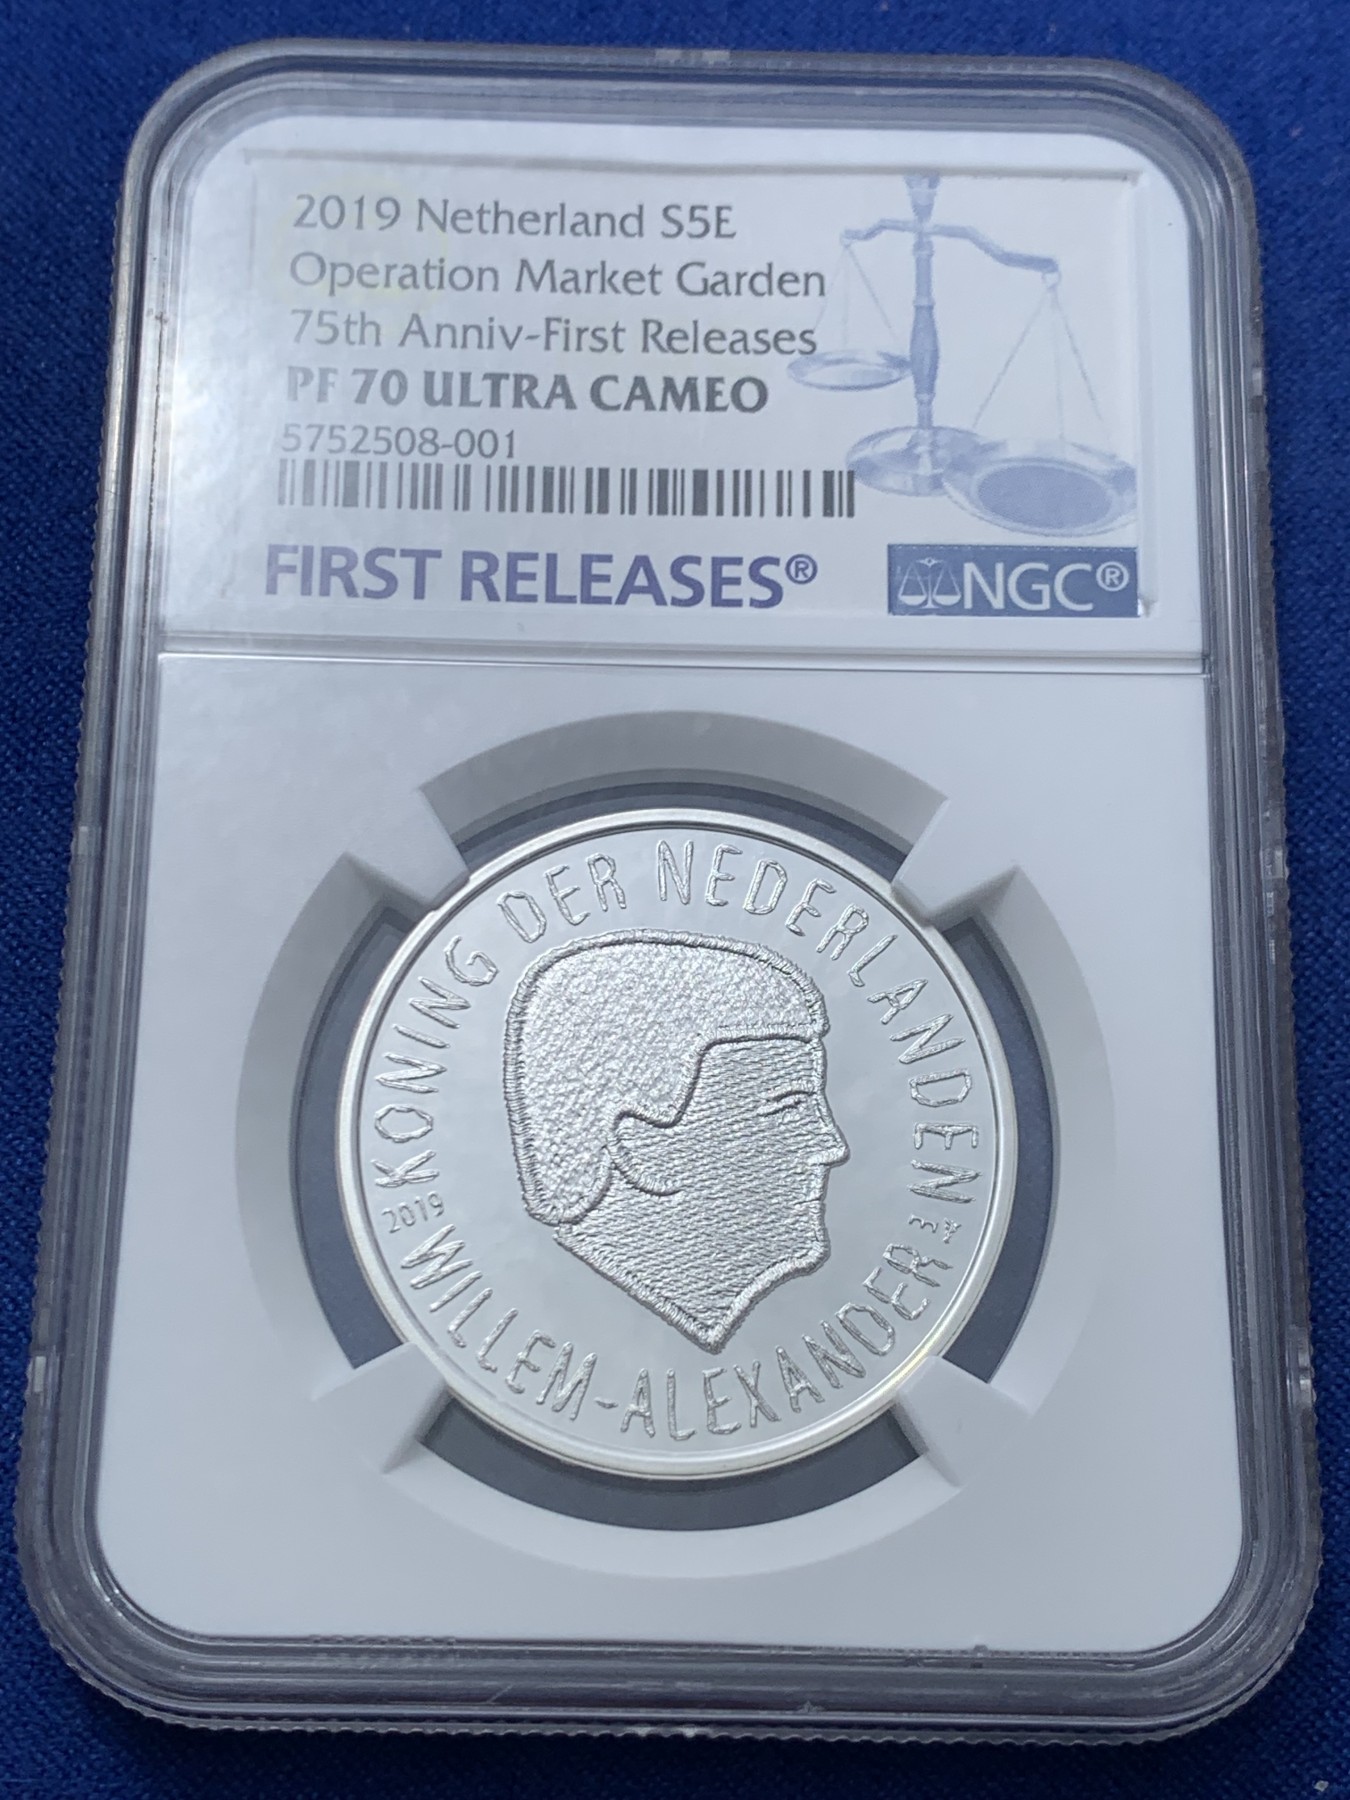 2019 Netherland S5E
Operation Market Garden
75th Anniv-First Releases
PF 70 ULTRA CAMEO
5752508-001
FIRST RELEASES®
NGC®
KONING DER NEDERLANDEN
2019
WILLEM-ALEXANDER